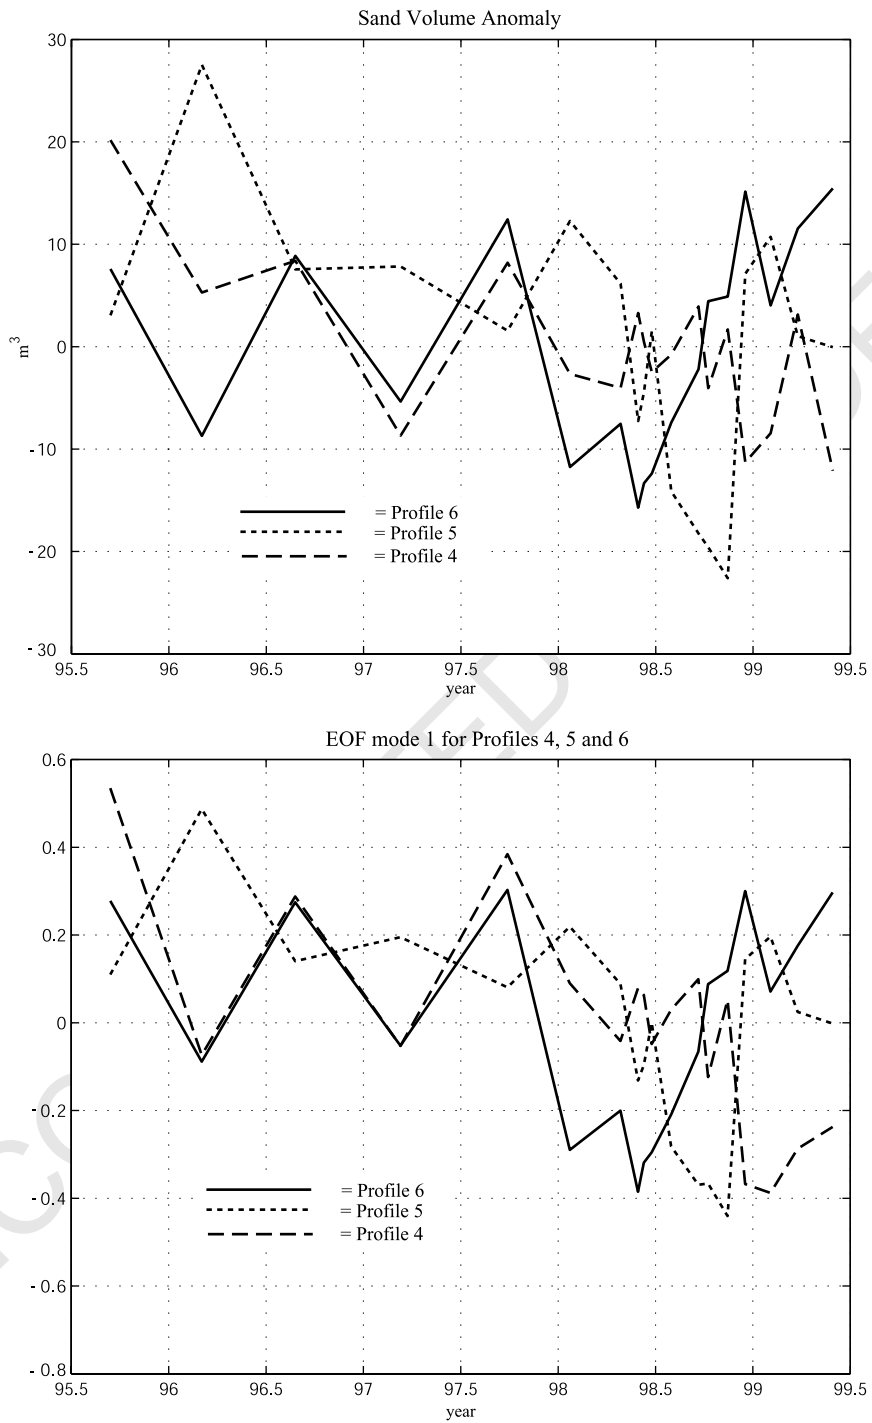 Sand Volume Anomaly
30
20
10
0
-10
-20
-30
m3
= Profile 6
= Profile 5
= Profile 4
95.5 96 96.5 97 97.5 98 98.5 99 99.5
year
EOF mode 1 for Profiles 4, 5 and 6
0.6
0.4
0.2
0
-0.2
-0.4
-0.6
-0.8
= Profile 6
= Profile 5
= Profile 4
95.5 96 96.5 97 97.5 98 98.5 99 99.5
year